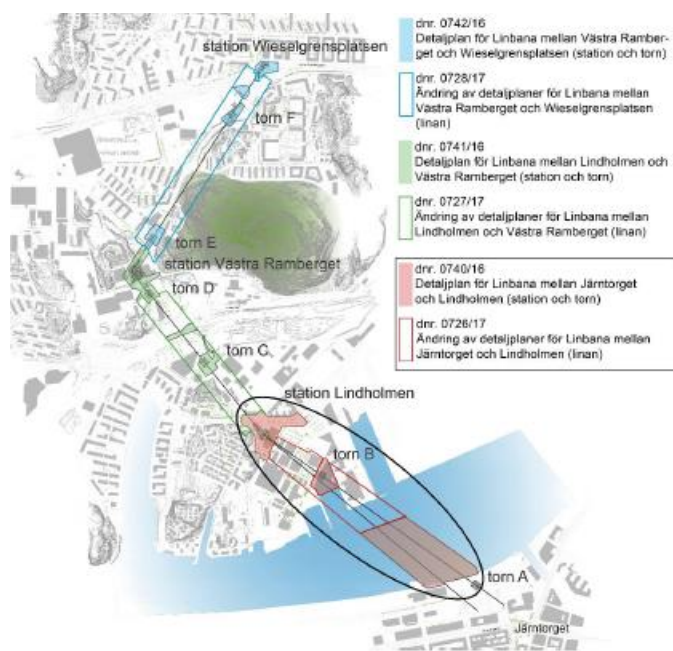 station Wieselgrensplatsen
torn F
torn E
station Västra Ramberget
torn D
torn C
station Lindholmen
torn B
torn A
Järntorget
dnr. 0742/16
Detaljplan för Linbana mellan Västra Ramber-
get och Wieselgrensplatsen (station och torn)
dnr. 0728/17
Ändring av detaljplaner för Linbana mellan
Västra Ramberget och Wieselgrensplatsen
(linan)
dnr. 0741/16
Detaljplan för Linbana mellan Lindholmen och
Västra Ramberget (station och torn)
dnr. 0727/17
Ändring av detaljplaner för Linbana mellan
Lindholmen och Västra Ramberget (linan)
dnr. 0740/16
Detaljplan för Linbana mellan Järntorget
och Lindholmen (station och torn)
dnr. 0726/17
Ändring av detaljplaner för Linbana mellan
Järntorget och Lindholmen (linan)